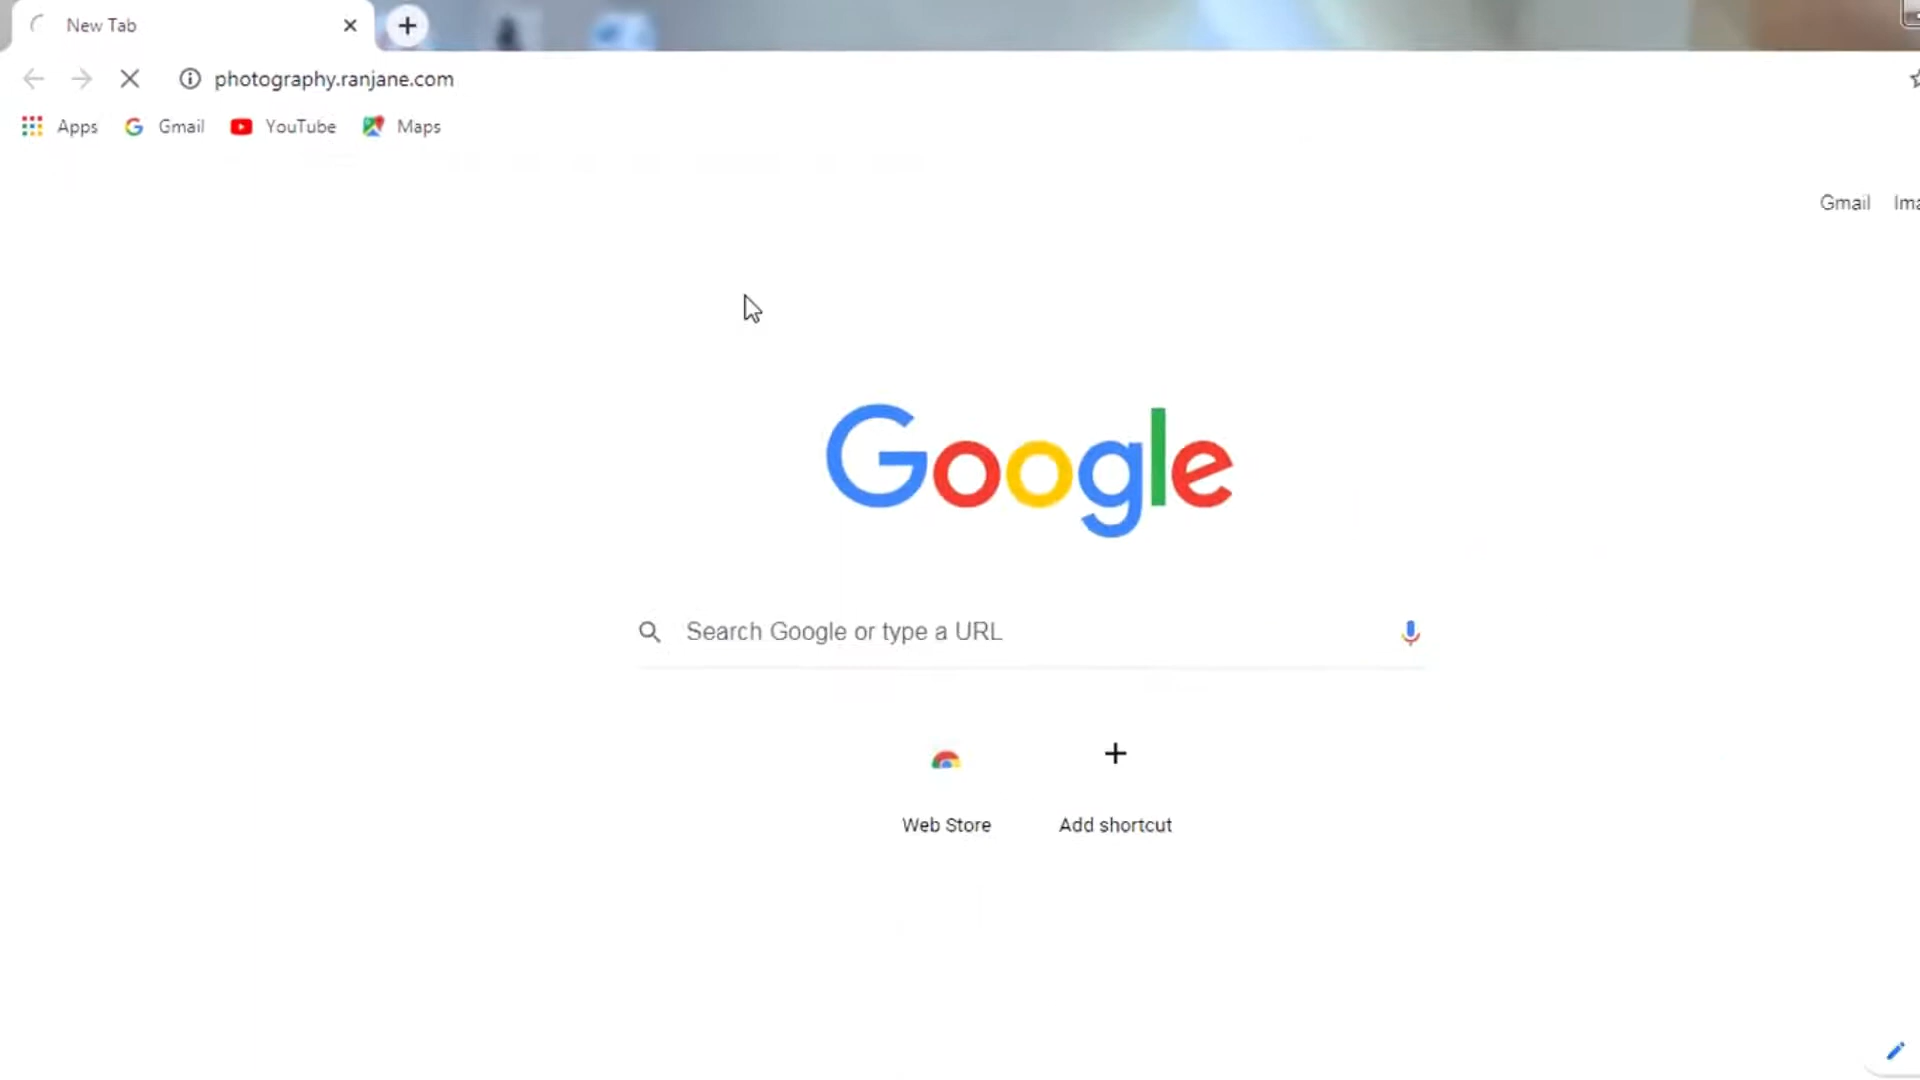 New Tab
photography.ranjane.com
Apps Gmail YouTube Maps
Gmail
Google
Search Google or type a URL
Web Store Add shortcut